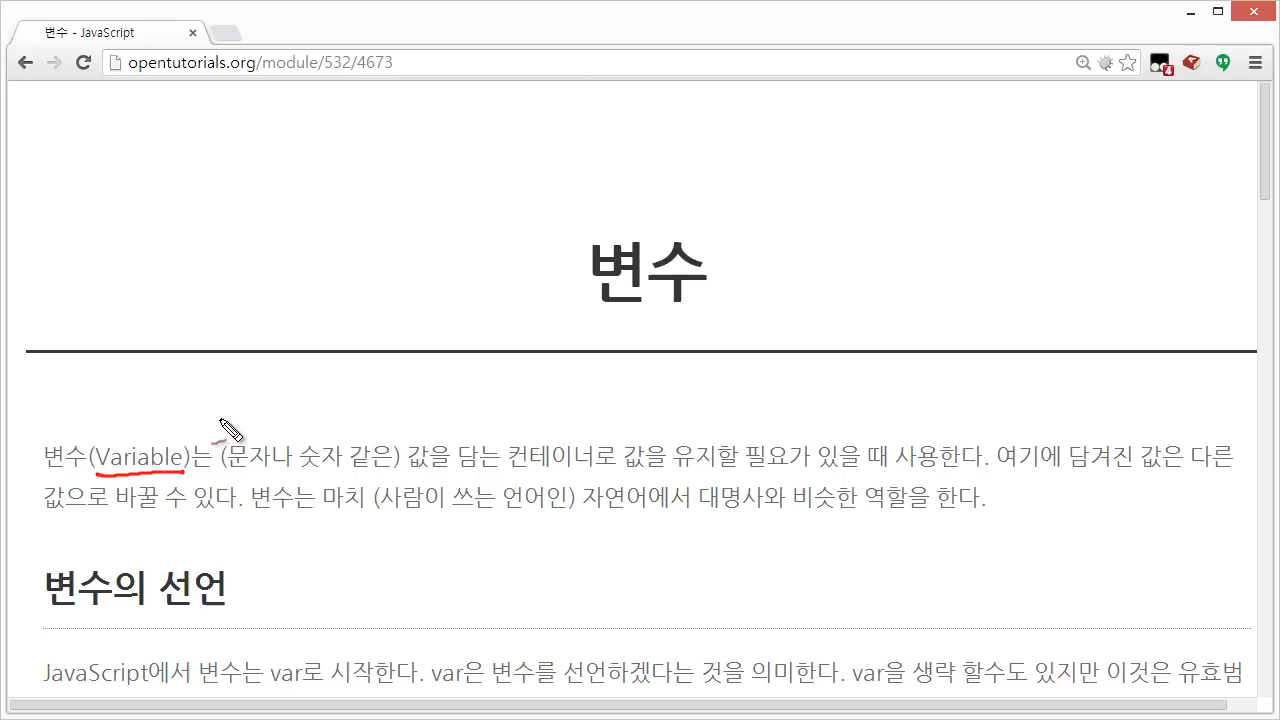 변수 - JavaScript
opentutorials.org/module/532/4673
4
변수
변수(Variable)는 (문자나 숫자 같은) 값을 담는 컨테이너로 값을 유지할 필요가 있을 때 사용한다. 여기에 담겨진 값은 다른
값으로 바꿀 수 있다. 변수는 마치 (사람이 쓰는 언어인) 자연어에서 대명사와 비슷한 역할을 한다.
변수의 선언
JavaScript에서 변수는 var로 시작한다. var은 변수를 선언하겠다는 것을 의미한다. var을 생략 할수도 있지만 이것은 유효범